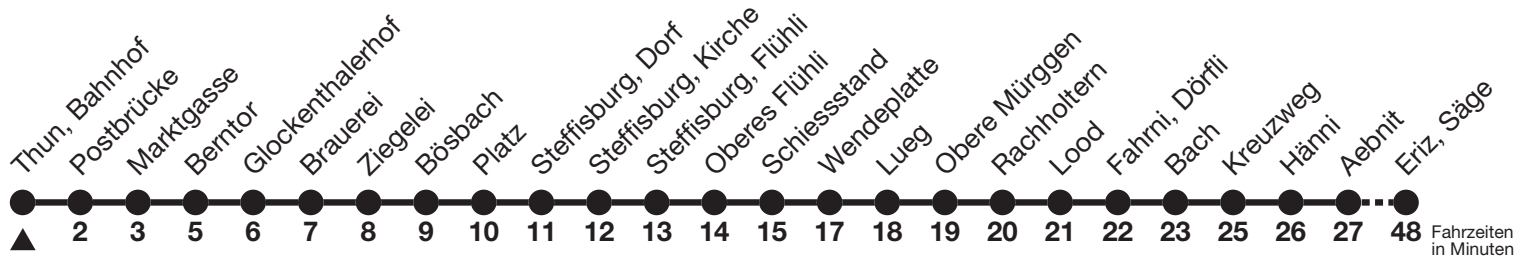 Thun, Bahnhof
Postbrücke
Marktgasse
Berntor
Glockenthalerhof
Brauerei
Ziegelei
Bösbach
Platz
Steffisburg, Dorf
Steffisburg, Kirche
Steffisburg, Flühli
Oberes Flühli
Schiessstand
Wendeplatte
Lueg
Obere Mürggen
Rachholtern
Lood
Fahrni, Dörfli
Bach
Kreuzweg
Hänni
Aebnit
Eriz, Säge
2 3 5 6 7 8 9 10 11 12 13 14 15 17 18 19 20 21 22 23 25 26 27 48
Fahrzeiten
in Minuten